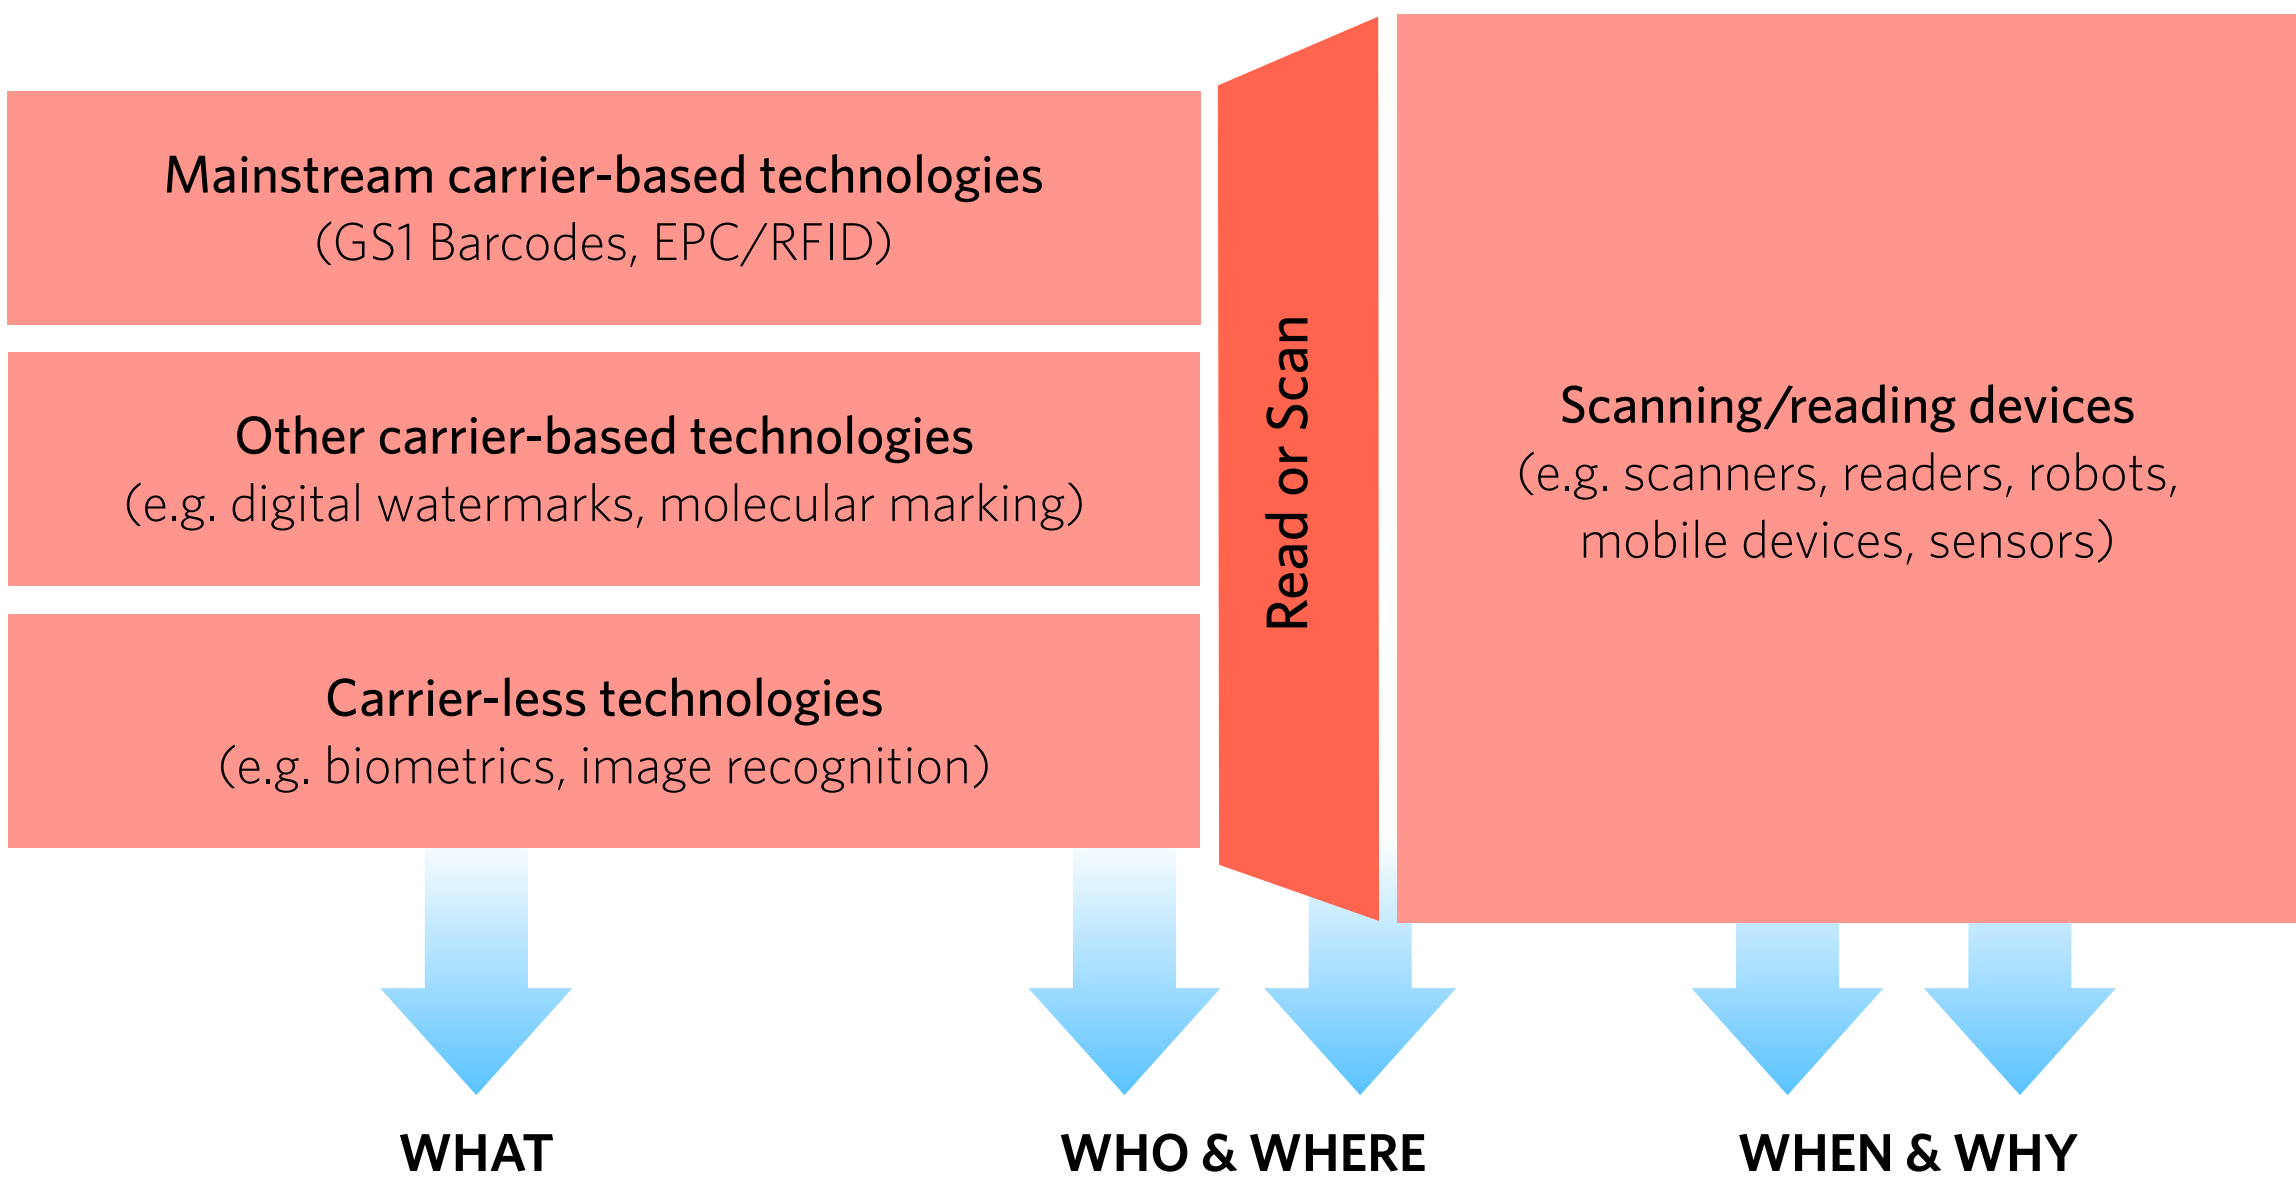 Mainstream carrier-based technologies
(GS1 Barcodes, EPC/RFID)
Other carrier-based technologies
(e.g. digital watermarks, molecular marking)
Carrier-less technologies
(e.g. biometrics, image recognition)
Read or Scan
Scanning/reading devices
(e.g. scanners, readers, robots,
mobile devices, sensors)
WHAT
WHO & WHERE
WHEN & WHY